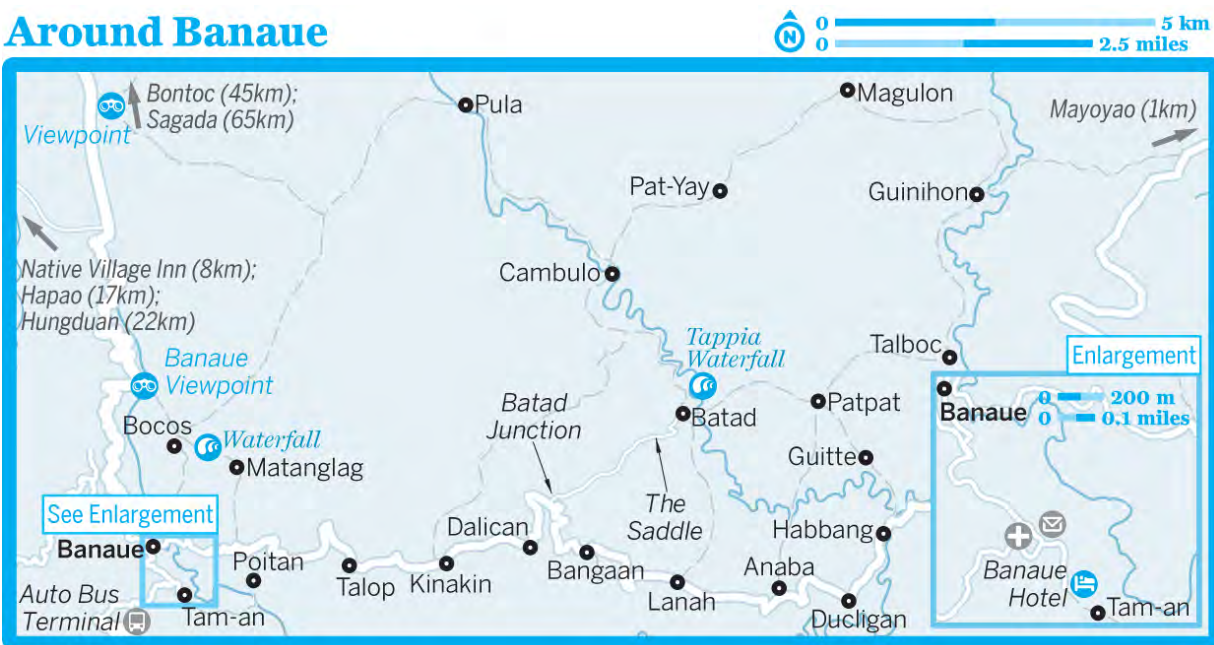 Around Banaue
N
0 5 km
0 2.5 miles
Bontoc (45km);
Sagada (65km)
Viewpoint
Pula
Magulon
Mayoyao (1km)
Pat-Yay
Guinihon
Native Village Inn (8km);
Hapao (17km);
Hungduan (22km)
Cambulo
Banaue
Viewpoint
Tappia
Waterfall
Talboc
Enlargement
Banaue
0 200 m
0 0.1 miles
Batad
Junction
Batad
Patpat
Bocos
Waterfall
Matanglag
Guitte
The
Saddle
See Enlargement
Dalican
Habbang
Banaue
Poitan
Talop
Kinakin
Bangaan
Lanah
Anaba
Ducligan
Banaue
Hotel
Tam-an
Auto Bus
Terminal
Tam-an